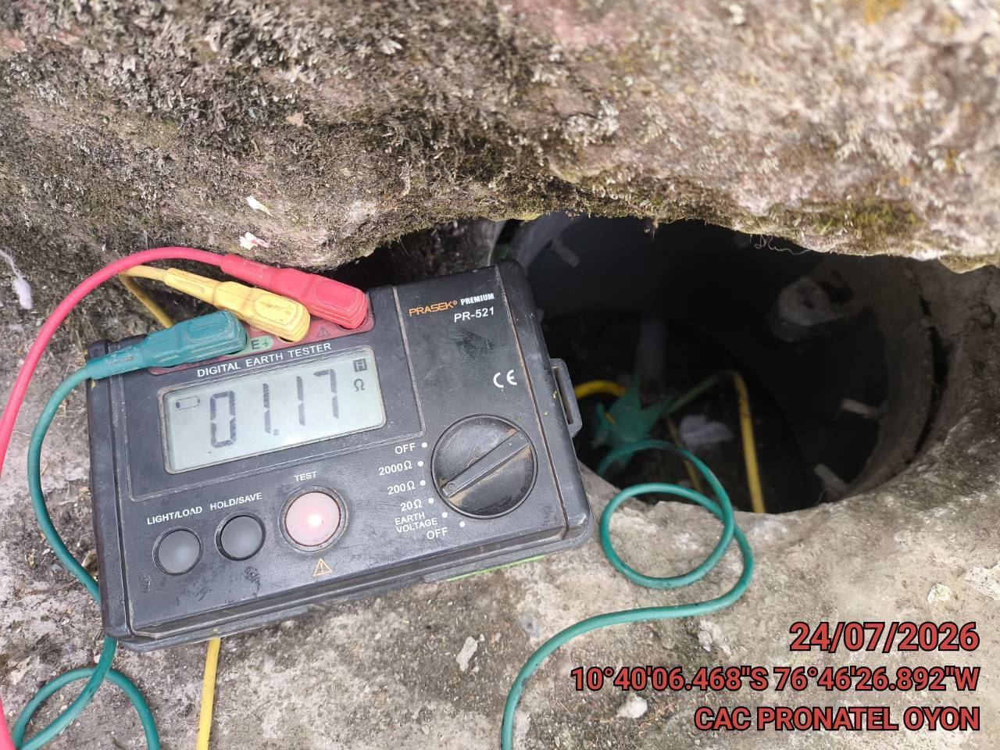 PRASEK® PREMIUM
PR-521
E
DIGITAL EARTH TESTER
H
01.17
Ω
CE
OFF
2000Ω
200Ω
20Ω
EARTH
VOLTAGE
OFF
TEST
LIGHT/LOAD HOLD/SAVE
24/07/2026
10°40'06.468"S 76°46'26.892"W
CAC PRONATEL OYON